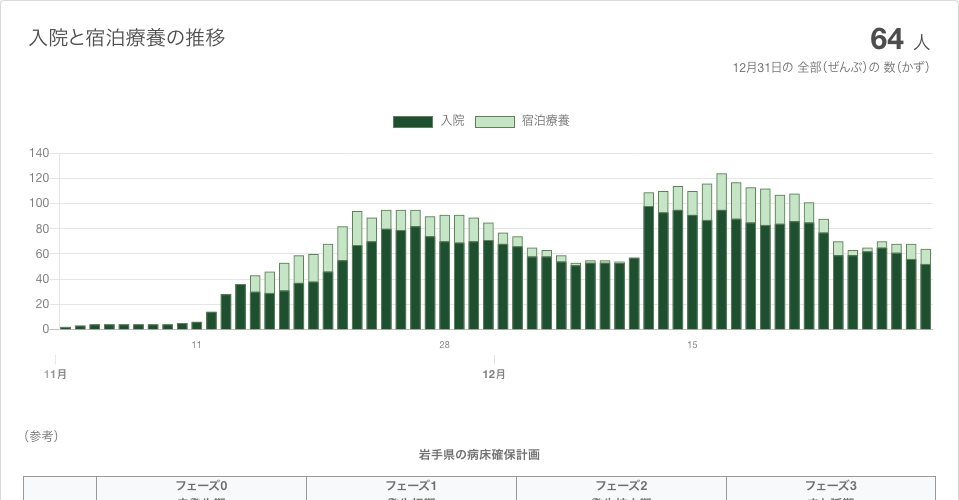 入院と宿泊療養の推移
64 人
12月31日の 全部（ぜんぶ）の 数（かず）
入院 宿泊療養
140
120
100
80
60
40
20
0
11 28 15
11月 12月
（参考）
岩手県の病床確保計画
フェーズ0 フェーズ1 フェーズ2 フェーズ3